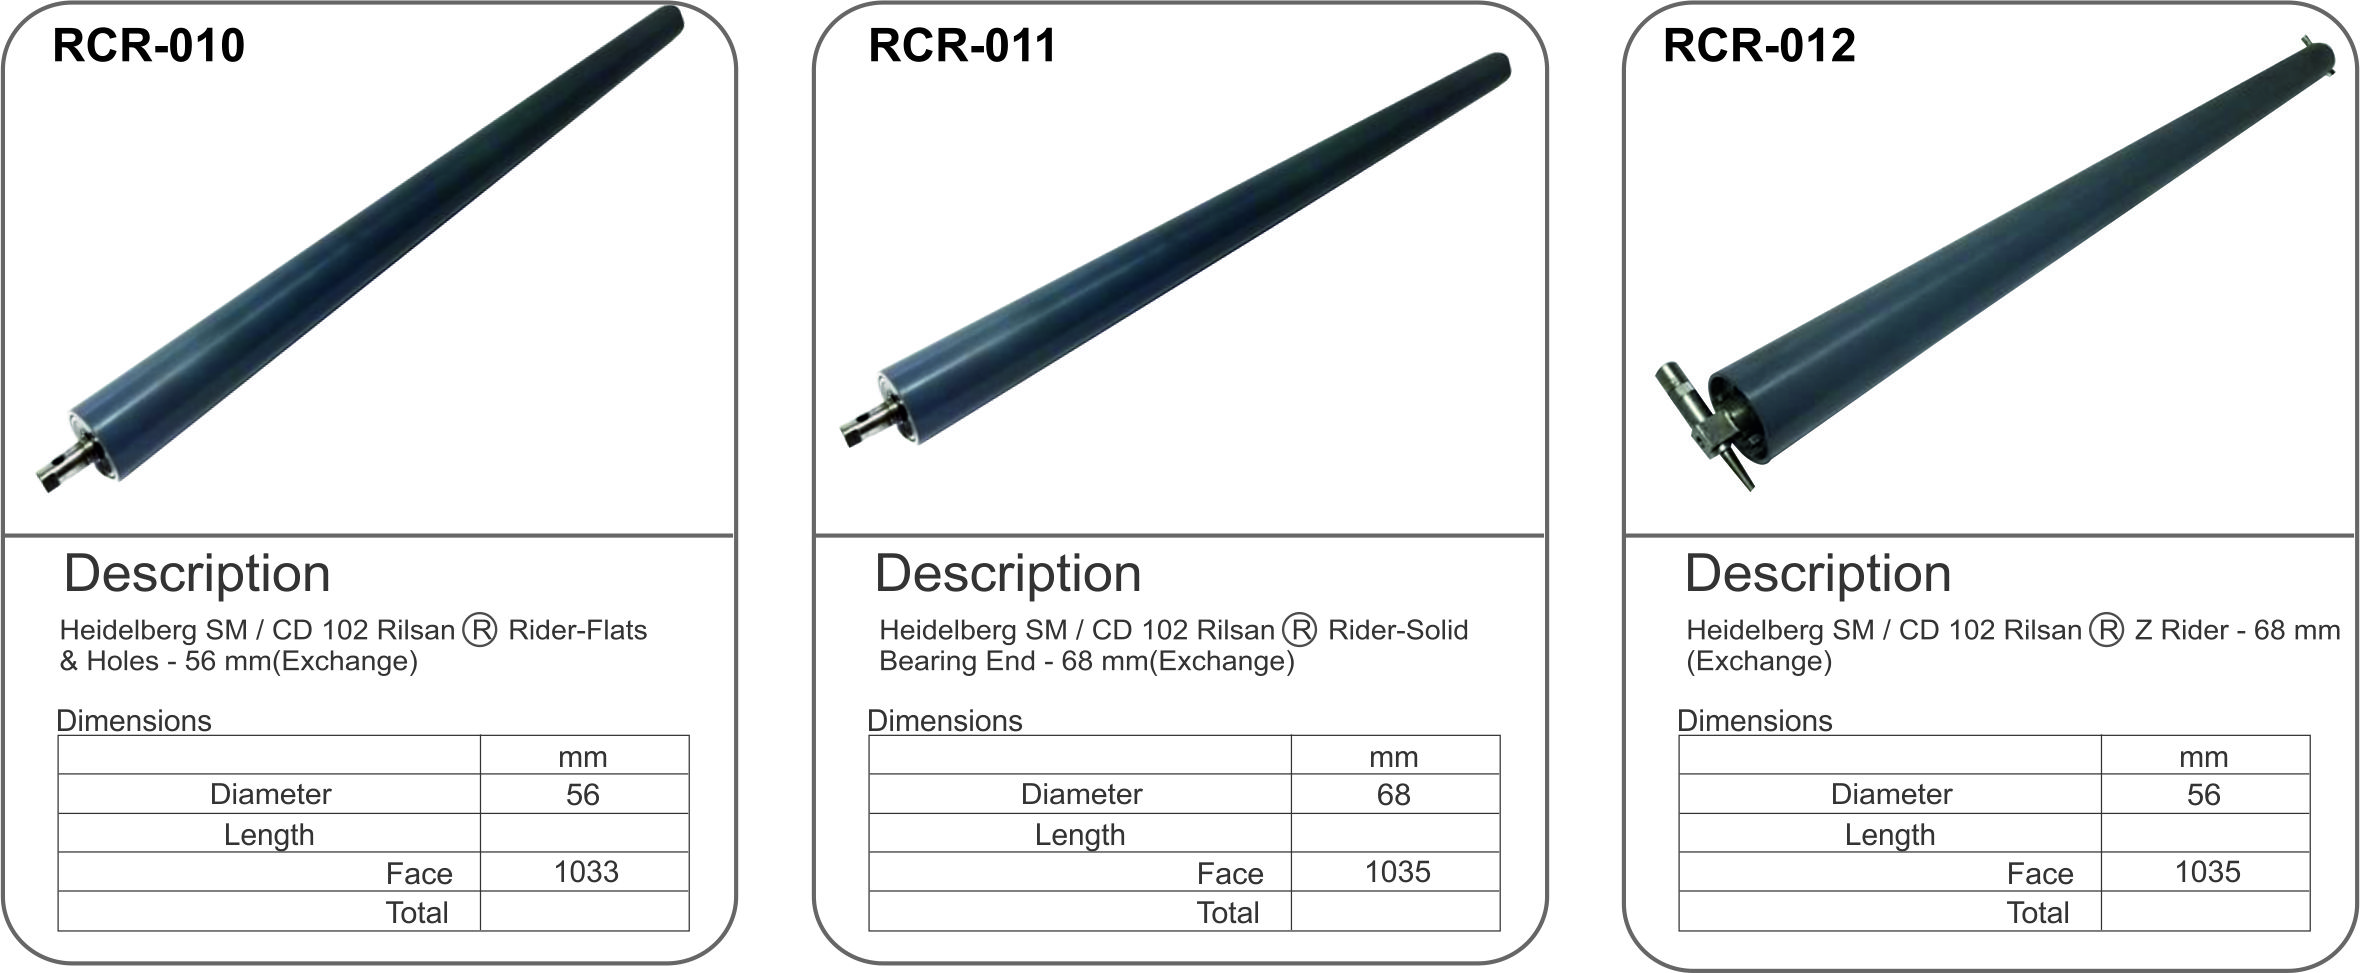 RCR-010
Description
Heidelberg SM / CD 102 Rilsan ® Rider-Flats
& Holes - 56 mm(Exchange)
Dimensions
mm
Diameter 56
Length
Face 1033
Total
RCR-011
Description
Heidelberg SM / CD 102 Rilsan ® Rider-Solid
Bearing End - 68 mm(Exchange)
Dimensions
mm
Diameter 68
Length
Face 1035
Total
RCR-012
Description
Heidelberg SM / CD 102 Rilsan ® Z Rider - 68 mm
(Exchange)
Dimensions
mm
Diameter 56
Length
Face 1035
Total